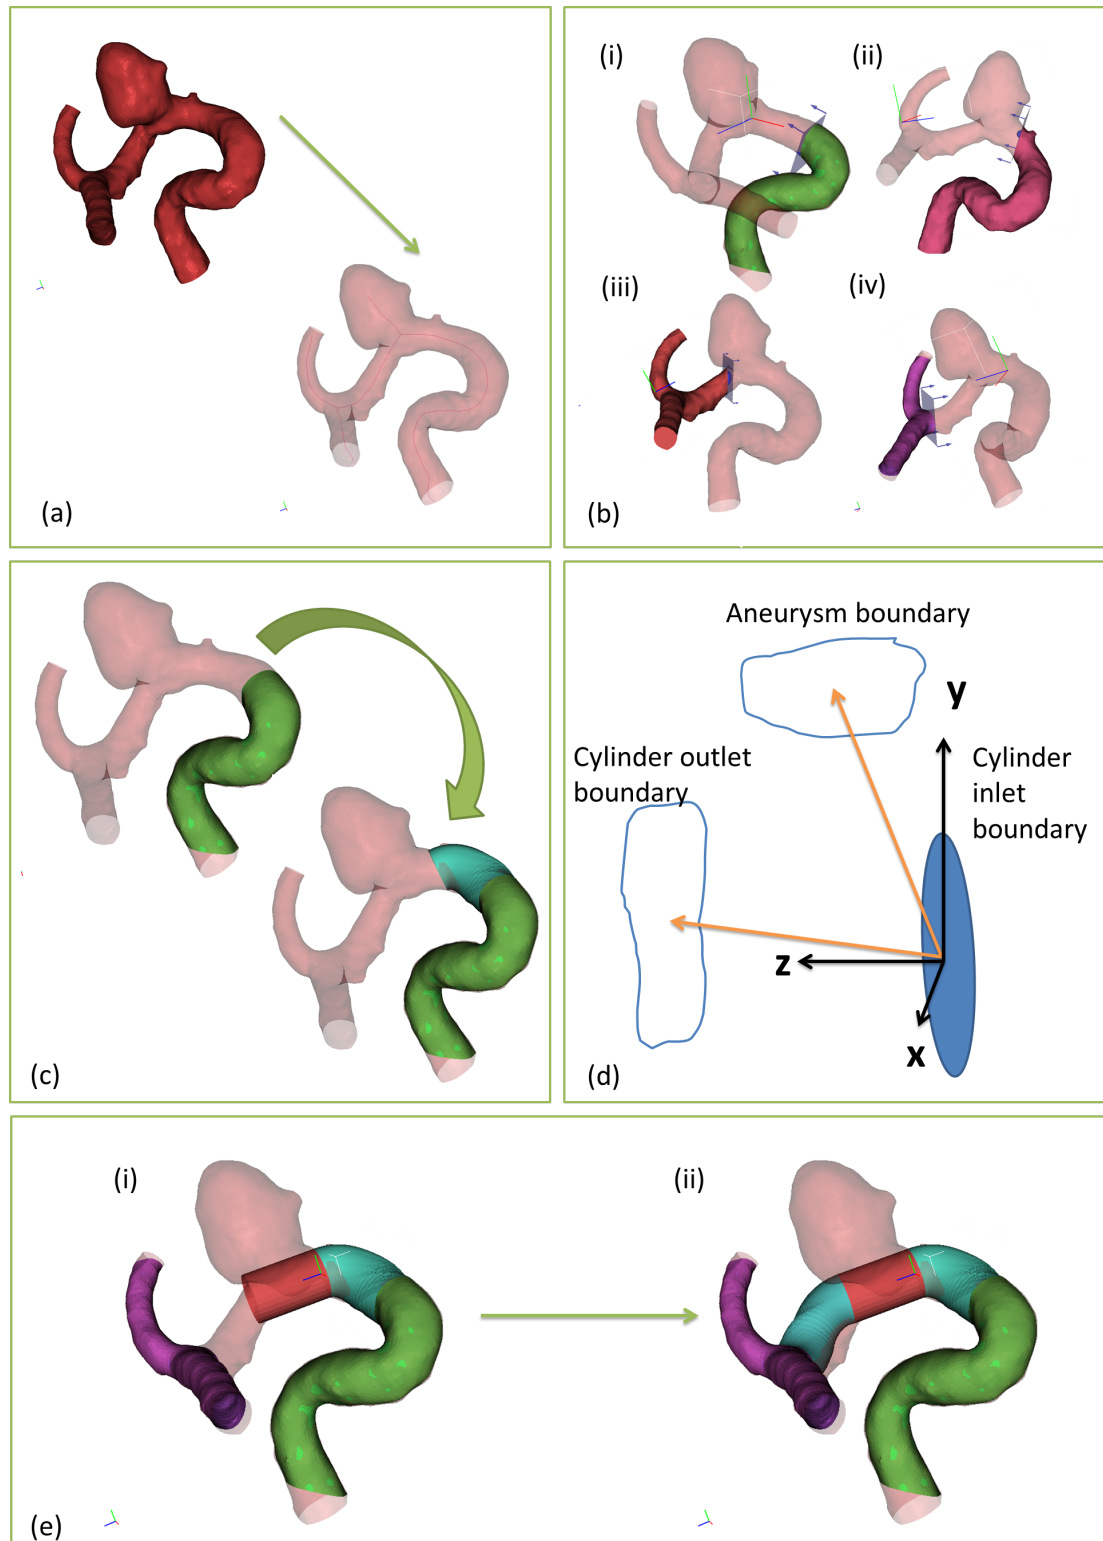 (a)
(i)
(ii)
(iii)
(iv)
(b)
(c)
Aneurysm boundary
y
Cylinder outlet
boundary
Cylinder
inlet
boundary
z
x
(d)
(i)
(ii)
(e)